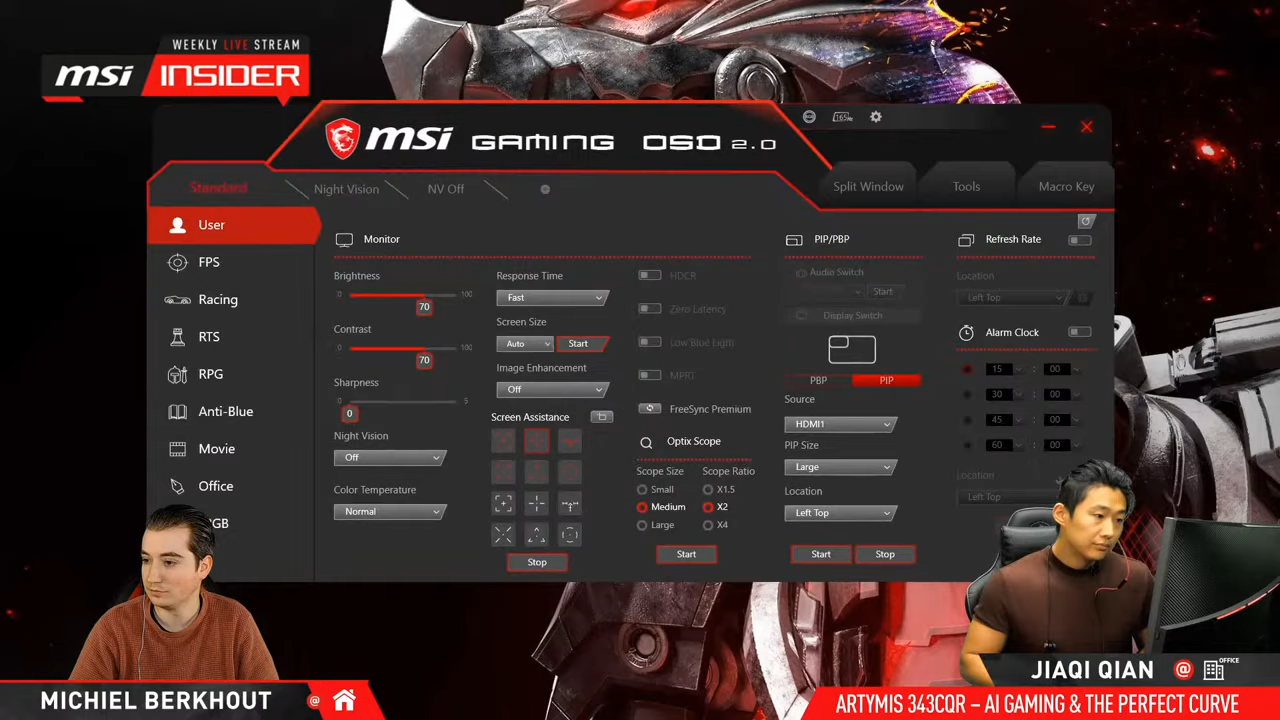 WEEKLY LIVE STREAM
msi INSIDER
msi GAMING OSD 2.0
Standard
Night Vision
NV Off
Split Window
Tools
Macro Key
User
FPS
Racing
RTS
RPG
Anti-Blue
Movie
Office
GB
Monitor
Brightness
0
100
70
Contrast
0
100
70
Sharpness
0
5
0
Night Vision
Off
Color Temperature
Normal
Response Time
Fast
Screen Size
Auto
Start
Image Enhancement
Off
Screen Assistance
Stop
HDCR
Zero Latency
Low Blue Light
MPRT
FreeSync Premium
Optix Scope
Scope Size
Scope Ratio
Small
X1.5
Medium
X2
Large
X4
Start
PIP/PBP
Audio Switch
Start
Display Switch
PBP
PIP
Source
HDMI1
PIP Size
Large
Location
Left Top
Start
Stop
Refresh Rate
Location
Left Top
Alarm Clock
15 : 00
30 : 00
45 : 00
60 : 00
Location
Left Top
MICHIEL BERKHOUT @
JIAQI QIAN @ OFFICE
ARTYMIS 343CQR – AI GAMING & THE PERFECT CURVE